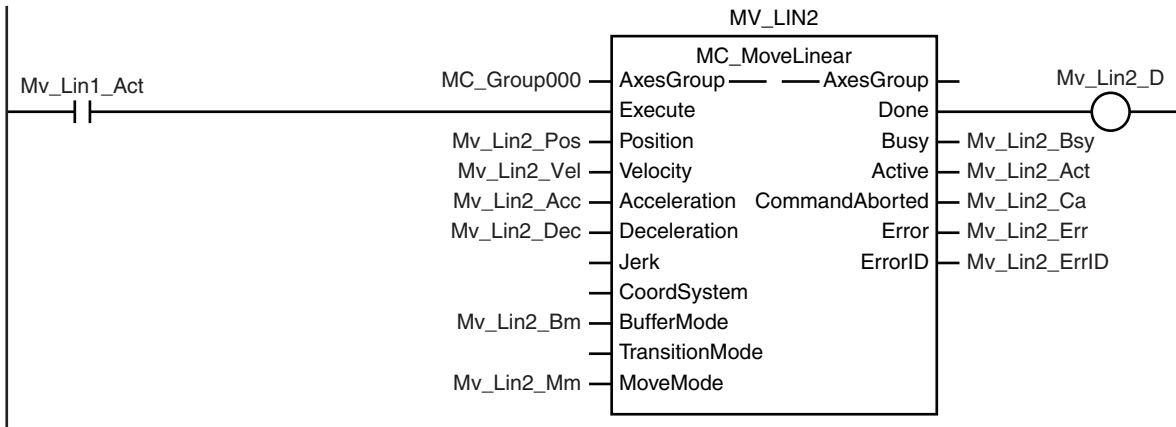 MV_LIN2
MC_MoveLinear
Mv_Lin1_Act
MC_Group000 AxesGroup AxesGroup Mv_Lin2_D
Execute Done
Mv_Lin2_Pos Position Busy Mv_Lin2_Bsy
Mv_Lin2_Vel Velocity Active Mv_Lin2_Act
Mv_Lin2_Acc Acceleration CommandAborted Mv_Lin2_Ca
Mv_Lin2_Dec Deceleration Error Mv_Lin2_Err
Jerk ErrorID Mv_Lin2_ErrID
CoordSystem
Mv_Lin2_Bm BufferMode
TransitionMode
Mv_Lin2_Mm MoveMode